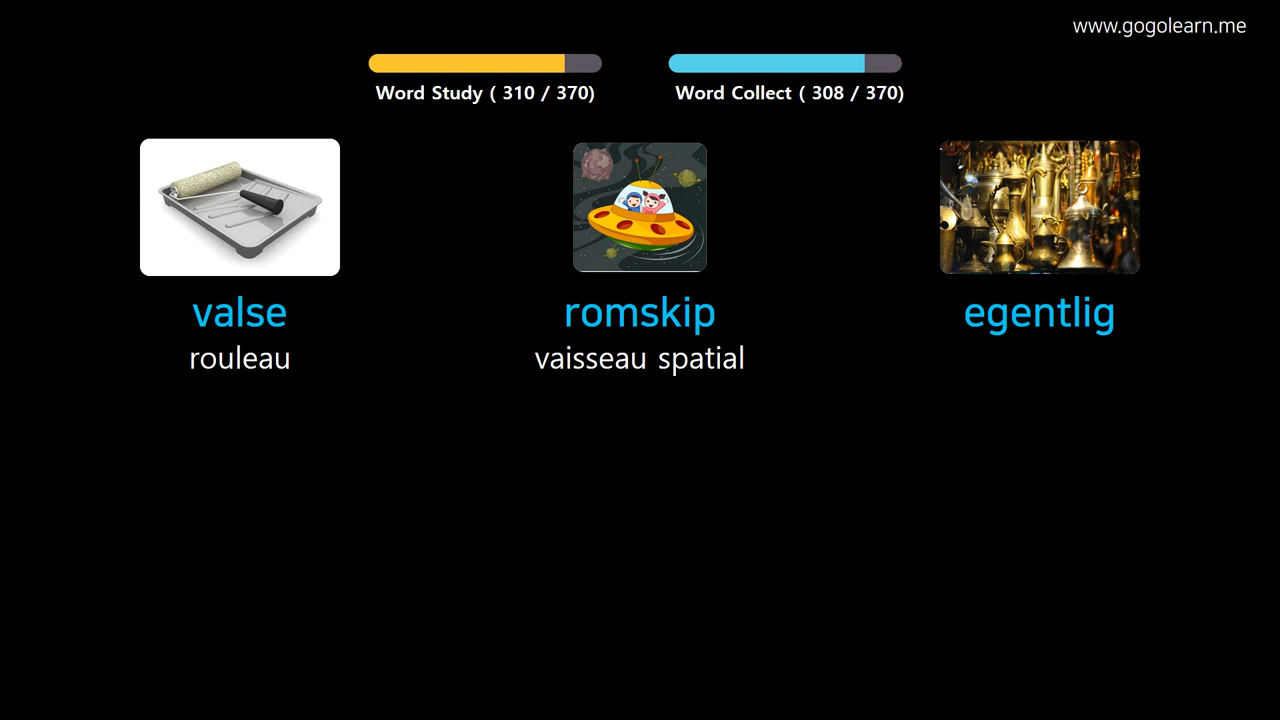 www.gogolearn.me
Word Study ( 310 / 370)
Word Collect ( 308 / 370)
valse
romskip
egentlig
rouleau
vaisseau spatial